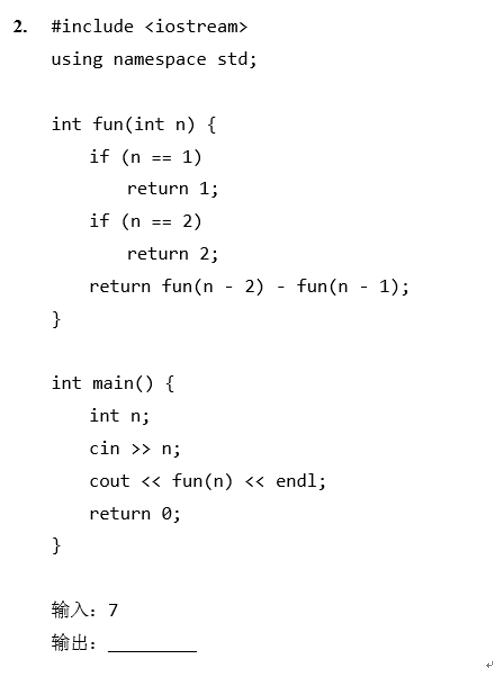 2. #include <iostream>
using namespace std;
int fun(int n) {
if (n == 1)
return 1;
if (n == 2)
return 2;
return fun(n - 2) - fun(n - 1);
}
int main() {
int n;
cin >> n;
cout << fun(n) << endl;
return 0;
}
输入：7
输出：_________